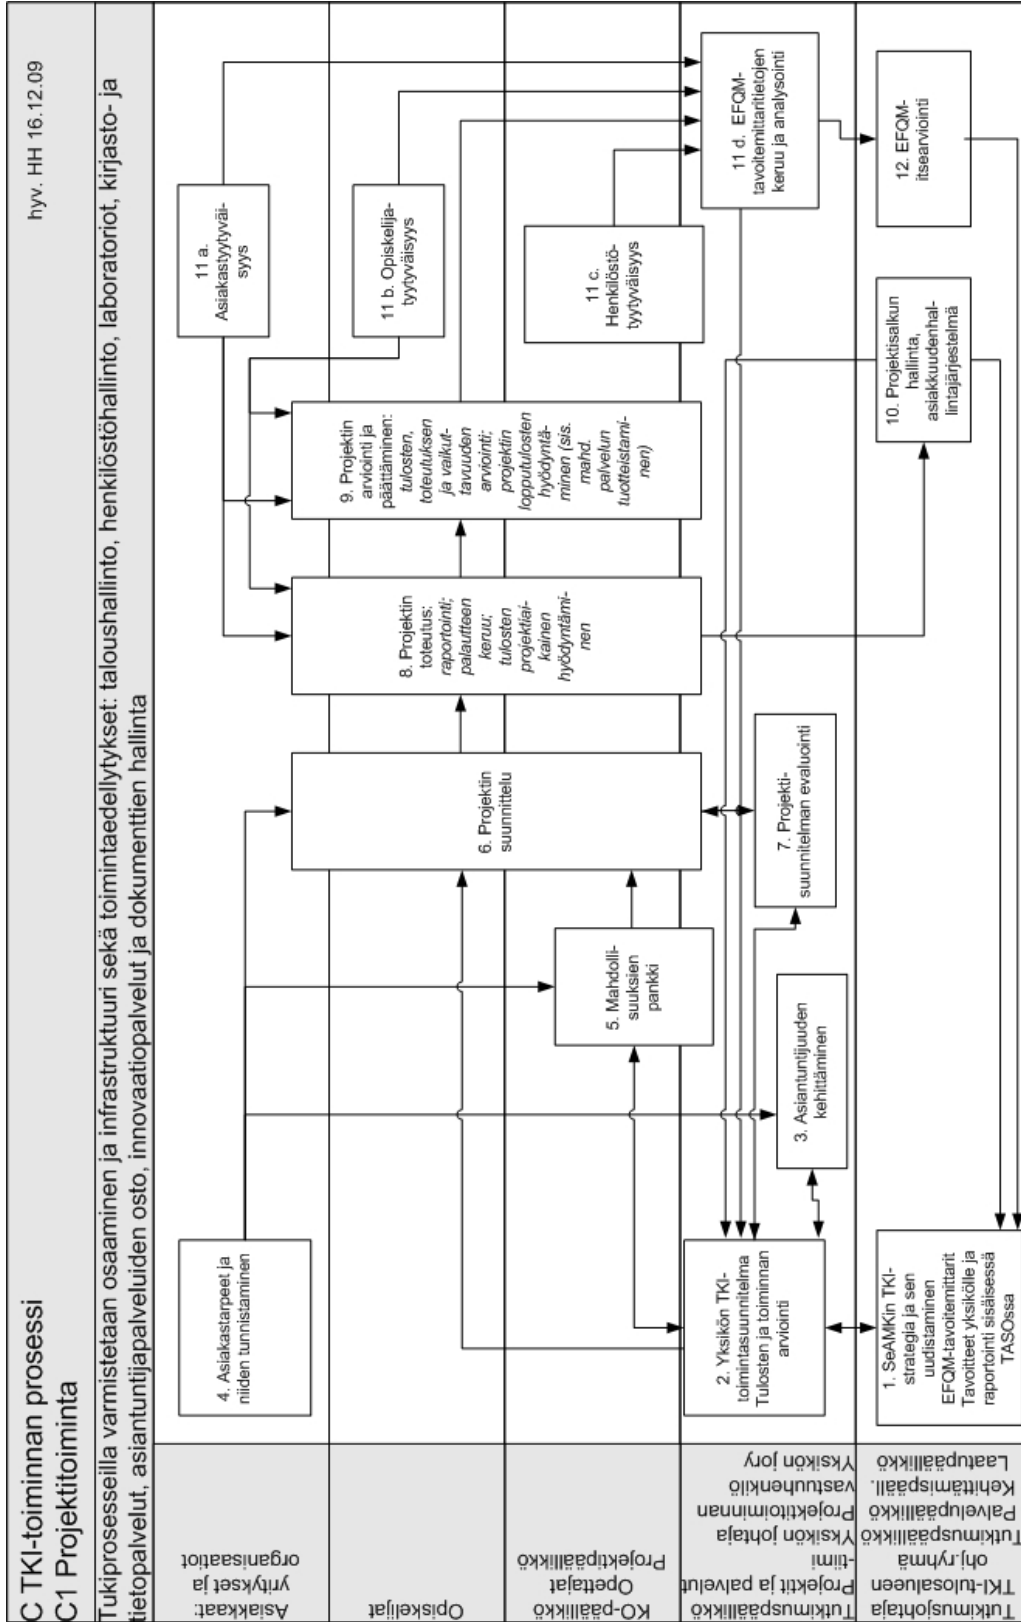 C TKI-toiminnan prosessi
hyv. HH 16.12.09
C1 Projektitoiminta
Tukiprosesseilla varmistetaan osaaminen ja infrastruktuuri sekä toimintaedellytykset: taloushallinto, henkilöstöhallinto, laboratoriot, kirjasto- ja
tietopalvelut, asiantuntijapalveluiden osto, innovaatiopalvelut ja dokumenttien hallinta
Asiakkaat:
yritykset ja
organisaatiot
4. Asiakastarpeet ja
niiden tunnistaminen
11 a.
Asiakastyytyväi-
syys
Opiskelijat
11 b. Opiskelija-
tyytyväisyys
KO-päällikkö
Opettajat
Projektipäällikkö
5. Mahdolli-
suuksien
pankki
6. Projektin
suunnittelu
8. Projektin
toteutus:
raportointi;
palautteen
keruu;
tulosten
projektiai-
kainen
hyödyntämi-
nen
9. Projektin
arviointi ja
päättäminen:
tulosten,
toteutuksen
ja vaikut-
tavuuden
arviointi;
projektin
lopputulosten
hyödyntä-
minen (sis.
mahd.
palvelun
tuotteistami-
nen)
11 c.
Henkilöstö-
tyytyväisyys
Tutkimuspäällikkö
Projektit ja palvelut
-tiimi
Yksikön johtaja
Projektitoiminnan
vastuuhenkilö
Yksikön jory
2. Yksikön TKI-
toimintasuunnitelma
Tulosten ja toiminnan
arviointi
3. Asiantuntijuuden
kehittäminen
7. Projekti-
suunnitelman evaluointi
11 d. EFQM-
tavoitemittaritietojen
keruu ja analysointi
Tutkimusjohtaja
TKI-tulosalueen
ohj.ryhmä
Tutkimuspäällikkö
Palvelupäällikkö
Kehittämispääll.
Laatupäällikkö
1. SeAMKin TKI-
strategia ja sen
uudistaminen
EFQM-tavoitemittarit
Tavoitteet yksikölle ja
raportointi sisäisessä
TASOssa
10. Projektisalkun
hallinta,
asiakkuudenhal-
lintajärjestelmä
12. EFQM-
itsearviointi